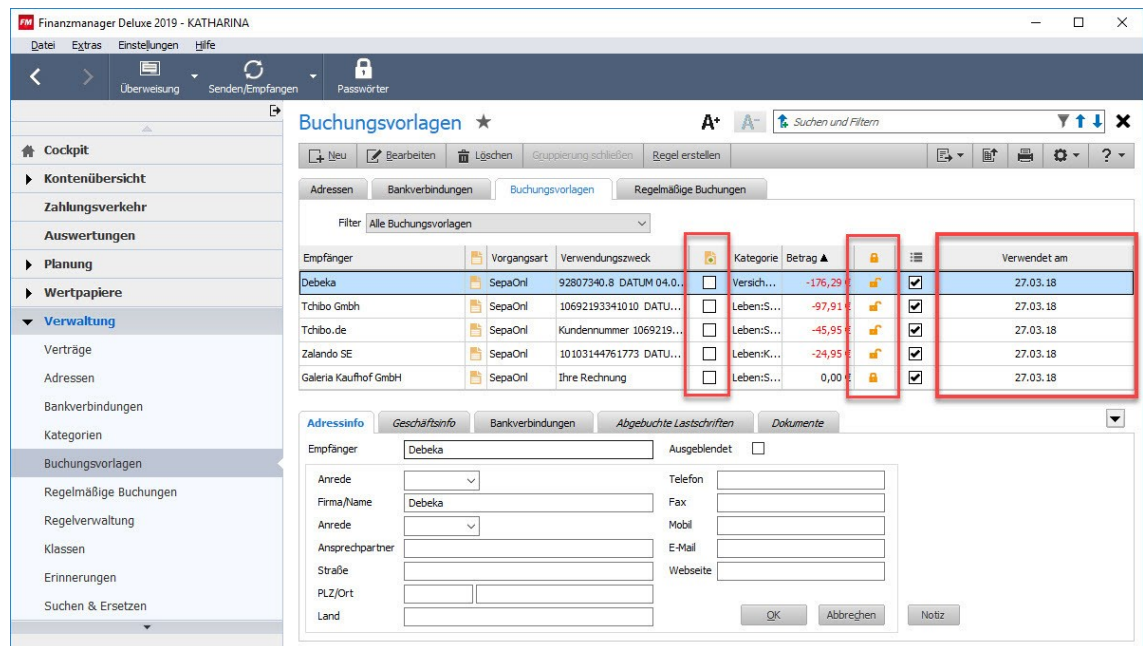 FM Finanzmanager Deluxe 2019 - KATHARINA
Datei Extras Einstellungen Hilfe
Überweisung Senden/Empfangen Passwörter
Buchungsvorlagen ★ A+ A- Suchen und Filtern
Cockpit
Kontenübersicht
Zahlungsverkehr
Auswertungen
Planung
Wertpapiere
Verwaltung
Verträge
Adressen
Bankverbindungen
Kategorien
Buchungsvorlagen
Regelmäßige Buchungen
Regelverwaltung
Klassen
Erinnerungen
Suchen & Ersetzen
Neu Bearbeiten Löschen Gruppierung schließen Regel erstellen ?
Adressen Bankverbindungen Buchungsvorlagen Regelmäßige Buchungen
Filter Alle Buchungsvorlagen
Empfänger Vorgangsart Verwendungszweck Kategorie Betrag ▲ Verwendet am
Debeka SepaOnl 92807340.8 DATUM 04.0... Versich... -176,29 € 27.03.18
Tchibo Gmbh SepaOnl 10692193341010 DATU... Leben:S... -97,91 € 27.03.18
Tchibo.de SepaOnl Kundennummer 1069219... Leben:S... -45,95 € 27.03.18
Zalando SE SepaOnl 10103144761773 DATU... Leben:K... -24,95 € 27.03.18
Galeria Kaufhof GmbH SepaOnl Ihre Rechnung Leben:S... 0,00 € 27.03.18
Adressinfo Geschäftsinfo Bankverbindungen Abgebuchte Lastschriften Dokumente
Empfänger Debeka Ausgeblendet
Anrede Telefon
Firma/Name Debeka Fax
Anrede Mobil
Ansprechpartner E-Mail
Straße Webseite
PLZ/Ort
Land OK Abbrechen Notiz